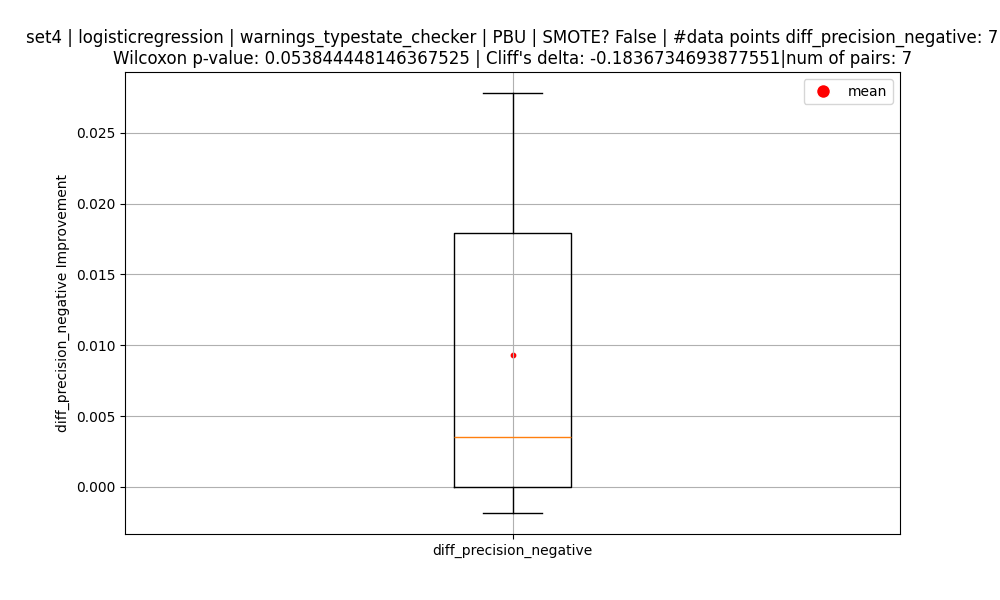 set4 | logisticregression | warnings_typestate_checker | PBU | SMOTE? False | #data points diff_precision_negative: 7
Wilcoxon p-value: 0.053844448146367525 | Cliff's delta: -0.1836734693877551|num of pairs: 7
mean
0.025
0.020
0.015
0.010
0.005
0.000
diff_precision_negative Improvement
diff_precision_negative